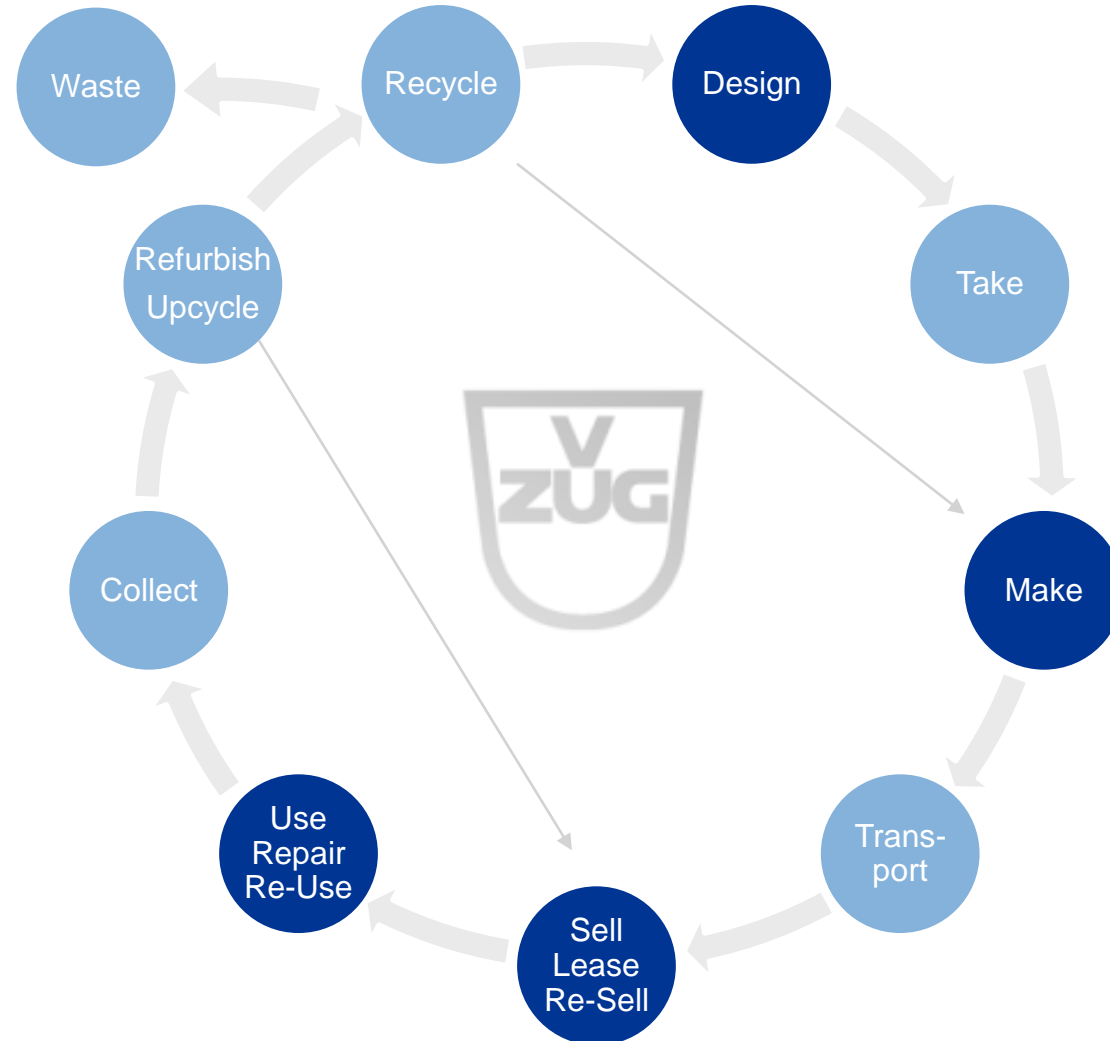 Waste
Recycle
Design
Refurbish
Upcycle
Take
V
ZUG
Collect
Make
Use
Repair
Re-Use
Trans-
port
Sell
Lease
Re-Sell